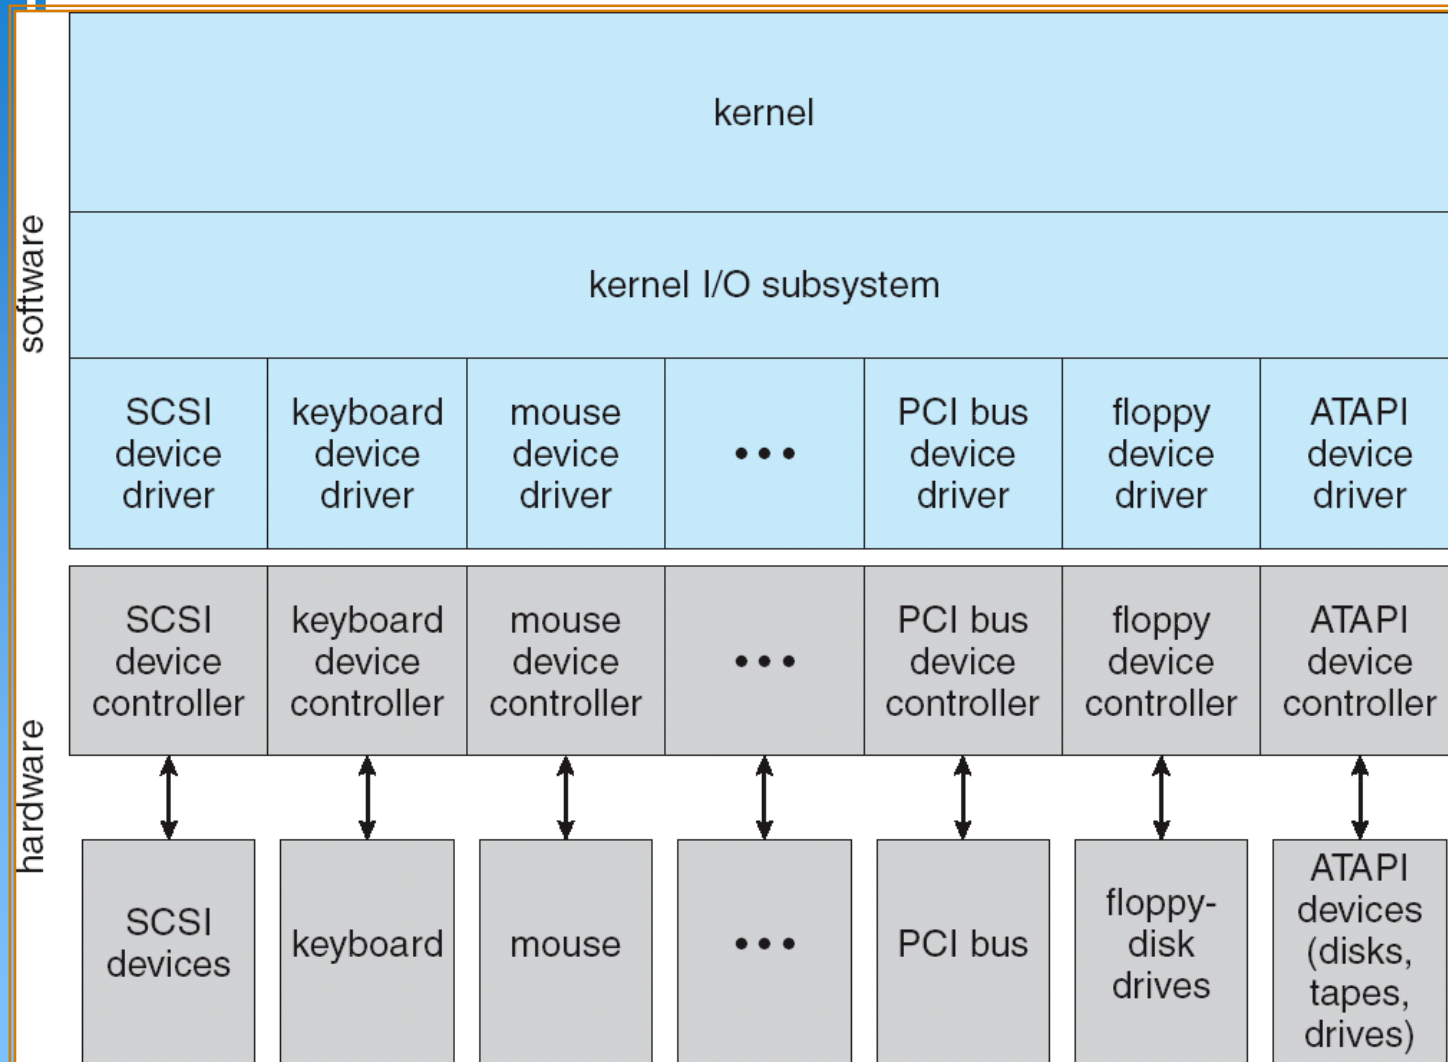 kernel
software
kernel I/O subsystem
SCSI
device
driver
keyboard
device
driver
mouse
device
driver
•••
PCI bus
device
driver
floppy
device
driver
ATAPI
device
driver
hardware
SCSI
device
controller
keyboard
device
controller
mouse
device
controller
•••
PCI bus
device
controller
floppy
device
controller
ATAPI
device
controller
SCSI
devices
keyboard
mouse
•••
PCI bus
floppy-
disk
drives
ATAPI
devices
(disks,
tapes,
drives)